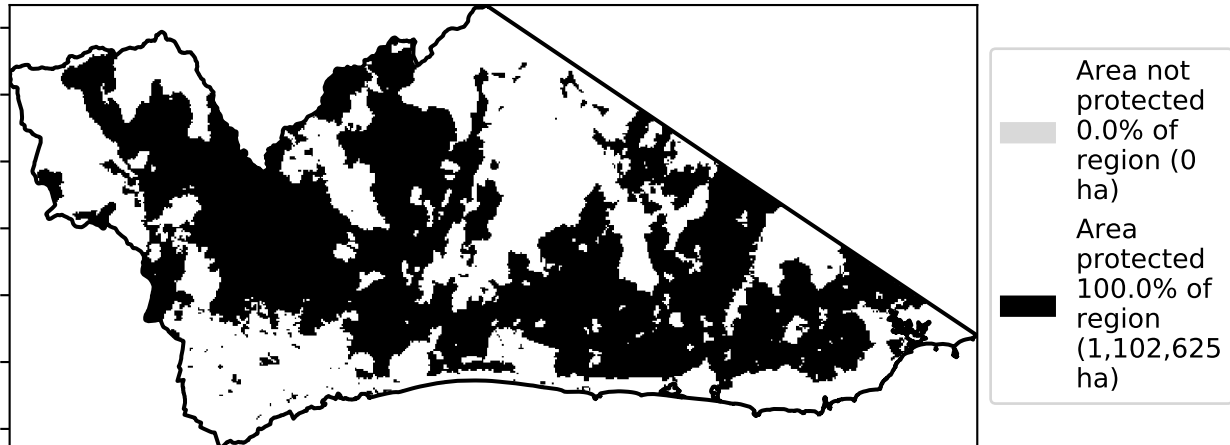 Area not
protected
0.0% of
region (0
ha)
Area
protected
100.0% of
region
(1,102,625
ha)